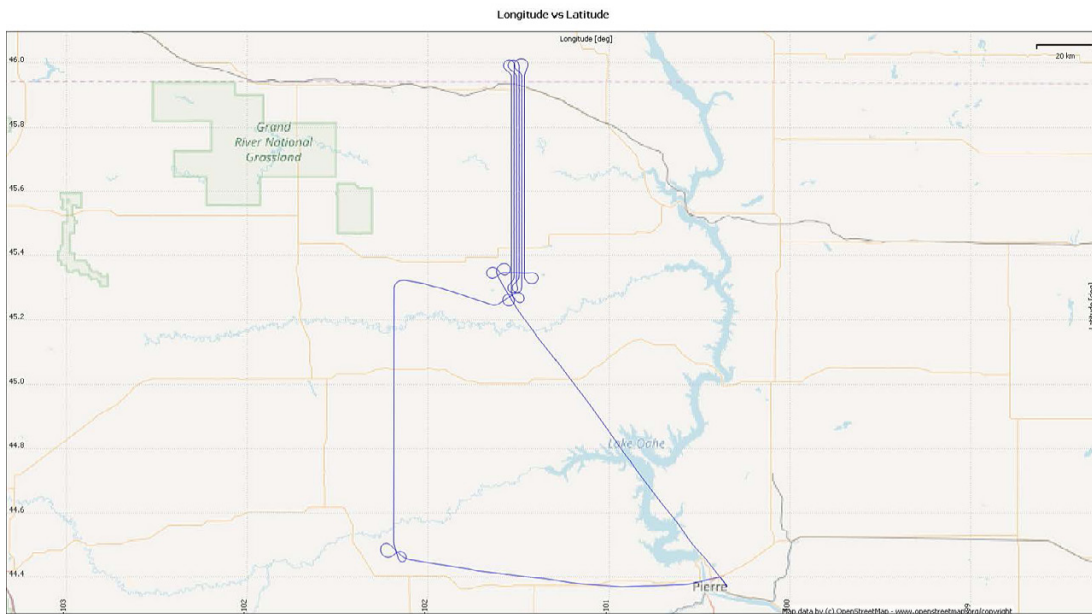 Longitude vs Latitude
Longitude [deg]
20 km
46.0
45.8
Grand
River National
Grassland
45.6
45.4
Latitude [deg]
45.2
45.0
44.8
Lake Oahe
44.6
44.4
Pierre
-103
-102
-102
-101
-100
-99
Map data by (c) OpenStreetMap - www.openstreetmap.org/copyright